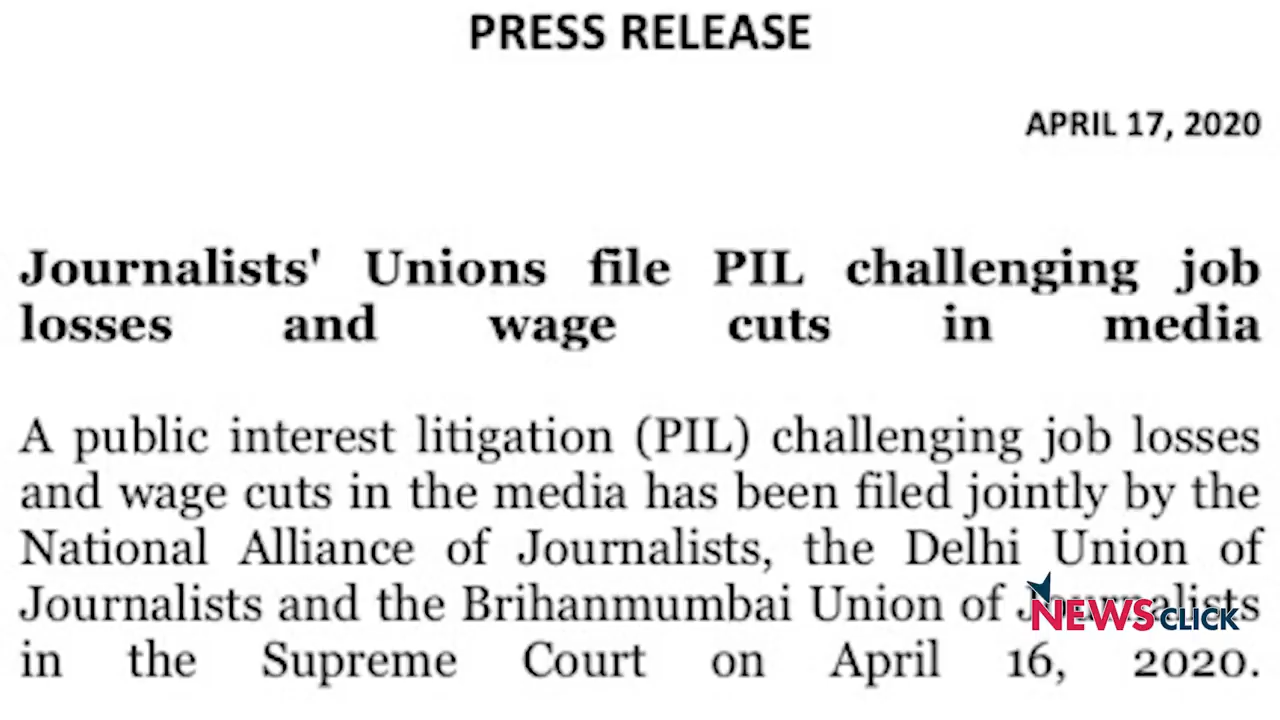 PRESS RELEASE
APRIL 17, 2020
Journalists' Unions file PIL challenging job
losses and wage cuts in media
A public interest litigation (PIL) challenging job losses
and wage cuts in the media has been filed jointly by the
National Alliance of Journalists, the Delhi Union of
Journalists and the Brihanmumbai Union of Journalists
in the Supreme Court on April 16, 2020.
NEWSCLICK